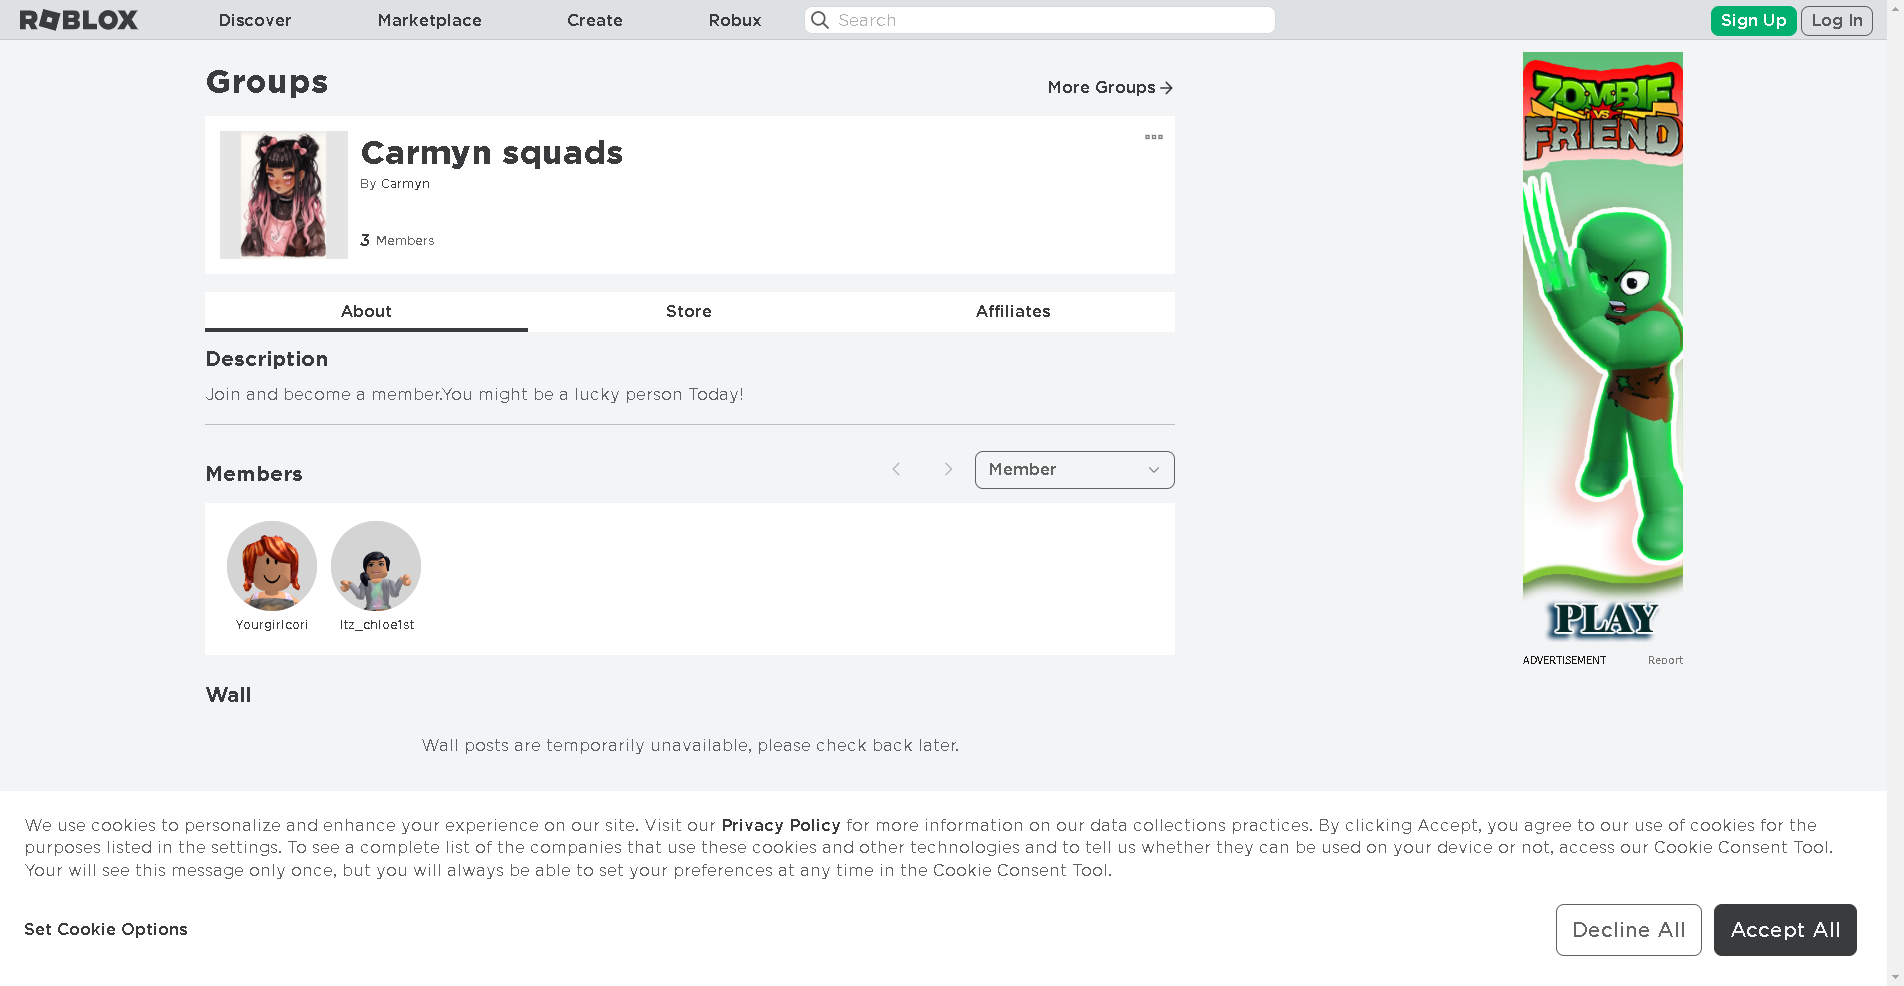 ROBLOX
Discover
Marketplace
Create
Robux
Search
Sign Up
Log In
Groups
More Groups
Carmyn squads
By Carmyn
3 Members
About
Store
Affiliates
Description
Join and become a member.You might be a lucky person Today!
Members
Member
Yourgirlcori
Itz_chloe1st
Wall
Wall posts are temporarily unavailable, please check back later.
ZOMBIE
VS
FRIEND
PLAY
ADVERTISEMENT
Report
We use cookies to personalize and enhance your experience on our site. Visit our Privacy Policy for more information on our data collections practices. By clicking Accept, you agree to our use of cookies for the
purposes listed in the settings. To see a complete list of the companies that use these cookies and other technologies and to tell us whether they can be used on your device or not, access our Cookie Consent Tool.
Your will see this message only once, but you will always be able to set your preferences at any time in the Cookie Consent Tool.
Set Cookie Options
Decline All
Accept All